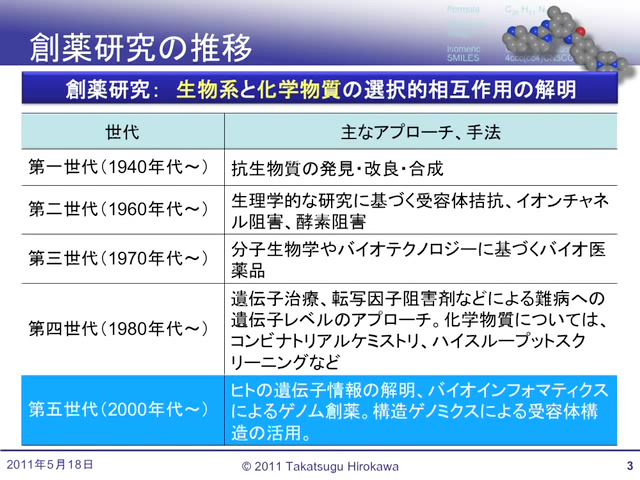 Formula
創薬研究の推移
Isomeric
SMILES
創薬研究： 生物系と化学物質の選択的相互作用の解明
世代
主なアプローチ、手法
第一世代（1940年代～）
抗生物質の発見・改良・合成
第二世代（1960年代～）
生理学的な研究に基づく受容体拮抗、イオンチャネ
ル阻害、酵素阻害
第三世代（1970年代～）
分子生物学やバイオテクノロジーに基づくバイオ医
薬品
第四世代（1980年代～）
遺伝子治療、転写因子阻害剤などによる難病への
遺伝子レベルのアプローチ。化学物質については、
コンビナトリアルケミストリ、ハイスループットスク
リーニングなど
第五世代（2000年代～）
ヒトの遺伝子情報の解明、バイオインフォマティクス
によるゲノム創薬。構造ゲノミクスによる受容体構
造の活用。
2011年5月18日
© 2011 Takatsugu Hirokawa
3